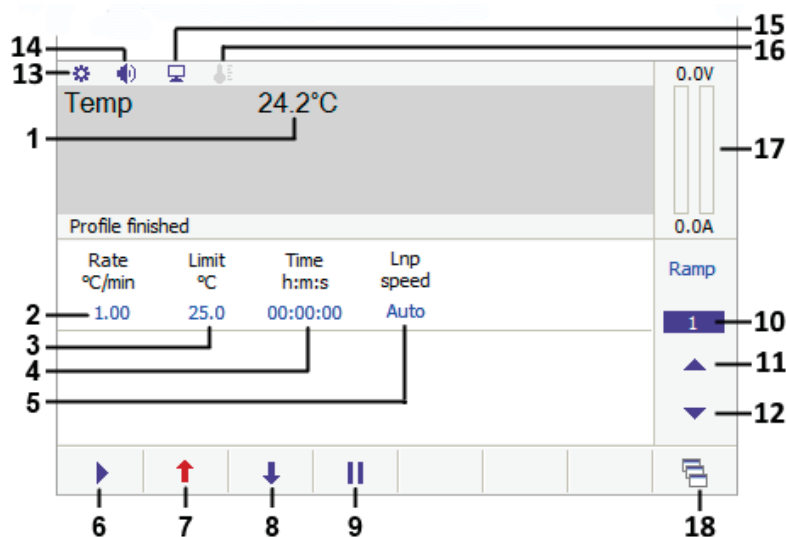 15
14
16
13
0.0V
Temp 24.2°C
1
17
Profile finished
0.0A
Rate Limit Time Lnp
°C/min °C h:m:s speed
Ramp
2 1.00 25.0 00:00:00 Auto
1 10
3
4
11
5
12
6 7 8 9 18